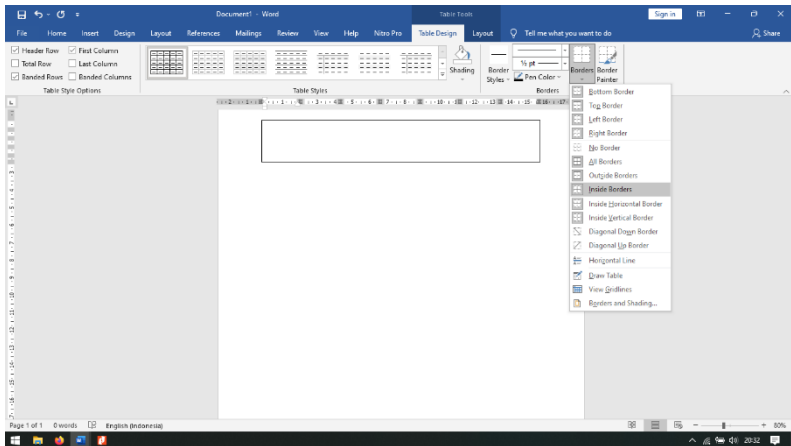 Document1 - Word
Table Tools
Sign in
File Home Insert Design Layout References Mailings Review View Help Nitro Pro Table Design Layout Tell me what you want to do Share
Header Row First Column
Total Row Last Column
Banded Rows Banded Columns
Table Style Options
Table Styles
Shading
Border Styles
½ pt
Pen Color
Borders
Border Painter
Borders
Bottom Border
Top Border
Left Border
Right Border
No Border
All Borders
Outside Borders
Inside Borders
Inside Horizontal Border
Inside Vertical Border
Diagonal Down Border
Diagonal Up Border
Horizontal Line
Draw Table
View Gridlines
Borders and Shading...
Page 1 of 1 0 words English (Indonesia) 80%
20:32